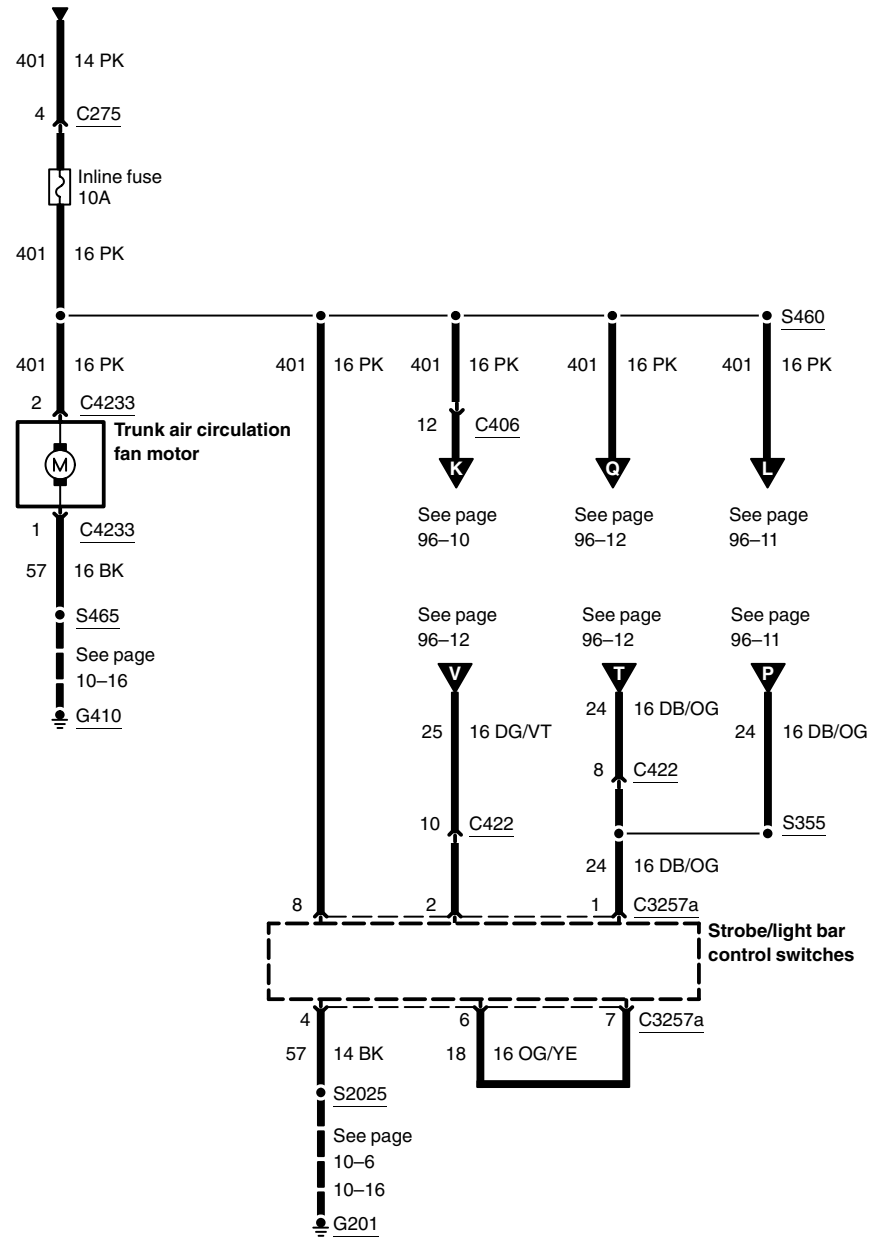 401 14 PK
4 C275
Inline fuse
10A
401 16 PK
S460
401 16 PK 401 16 PK 401 16 PK 401 16 PK 401 16 PK
2 C4233
12 C406
Trunk air circulation
fan motor
M
K Q L
See page
96–10
See page
96–12
See page
96–11
1 C4233
57 16 BK
S465
See page
10–16
G410
See page
96–12
See page
96–12
See page
96–11
V T P
24 16 DB/OG
25 16 DG/VT
24 16 DB/OG
8 C422
10 C422
S355
24 16 DB/OG
8 2 1 C3257a
Strobe/light bar
control switches
4 6 7 C3257a
57 14 BK 18 16 OG/YE
S2025
See page
10–6
10–16
G201